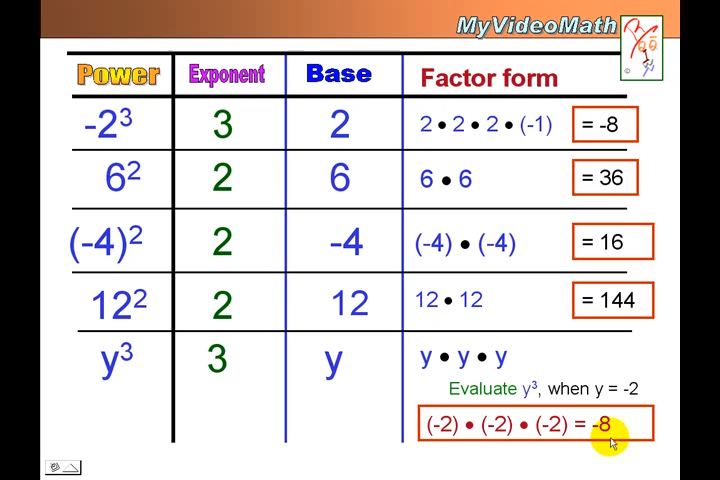 MyVideoMath
Power Exponent Base Factor form
-2³ 3 2 2 • 2 • 2 • (-1) = -8
6² 2 6 6 • 6 = 36
(-4)² 2 -4 (-4) • (-4) = 16
12² 2 12 12 • 12 = 144
y³ 3 y y • y • y
Evaluate y³, when y = -2
(-2) • (-2) • (-2) = -8